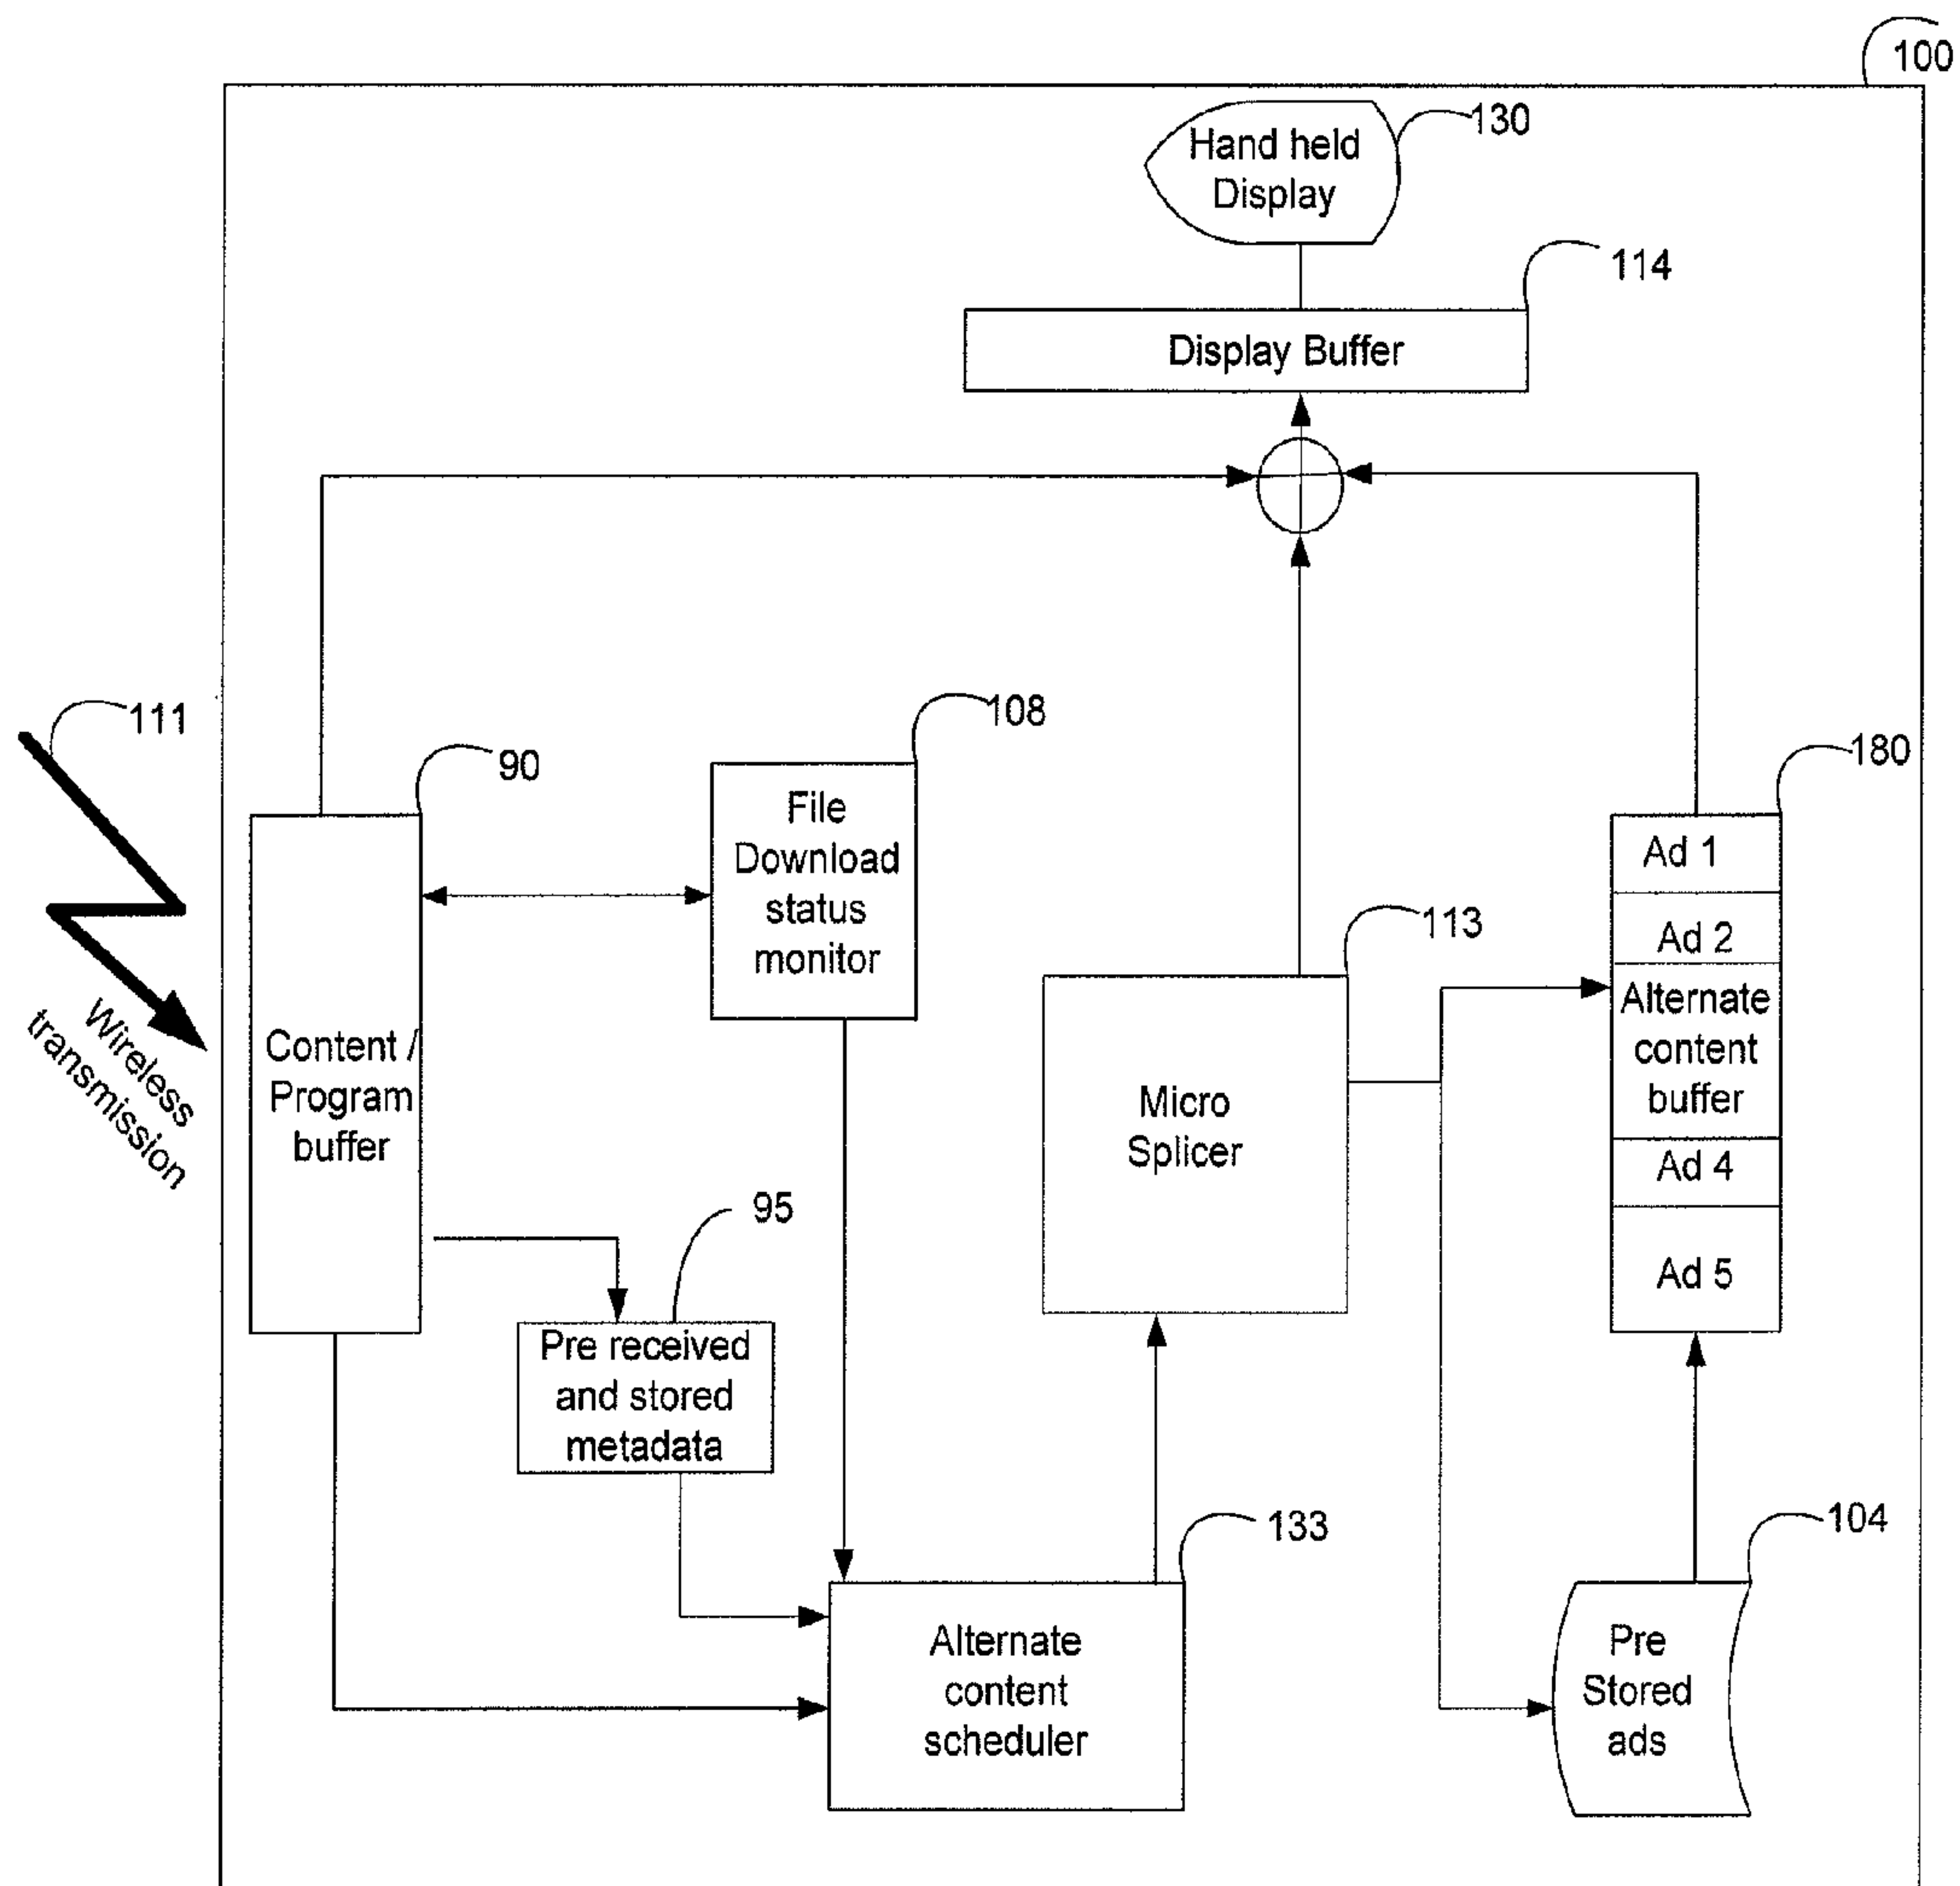 100
Hand held
Display
130
114
Display Buffer
111
Wireless
transmission
90
Content /
Program
buffer
108
File
Download
status
monitor
95
Pre received
and stored
metadata
113
Micro
Splicer
180
Ad 1
Ad 2
Alternate
content
buffer
Ad 4
Ad 5
133
Alternate
content
scheduler
104
Pre
Stored
ads